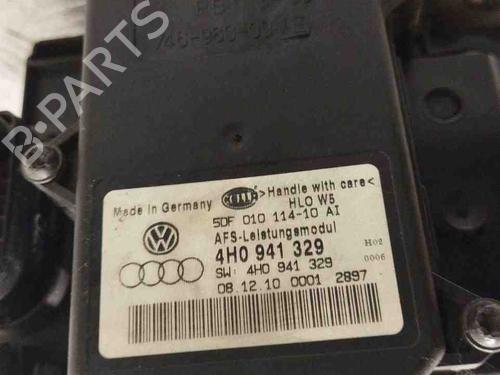 B-PARTS
Made in Germany
HELLA
>Handle with care<
HLO W5
5DF 010 114-10 AI
AFS-Leistungsmodul
4H0 941 329
H02
SW: 4H0 941 329
0006
08.12.10 0001 2897